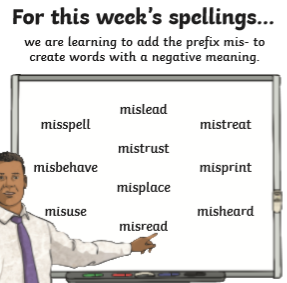 For this week's spellings...
we are learning to add the prefix mis- to
create words with a negative meaning.
mislead
misspell
mistreat
mistrust
misbehave
misprint
misplace
misuse
misheard
misread